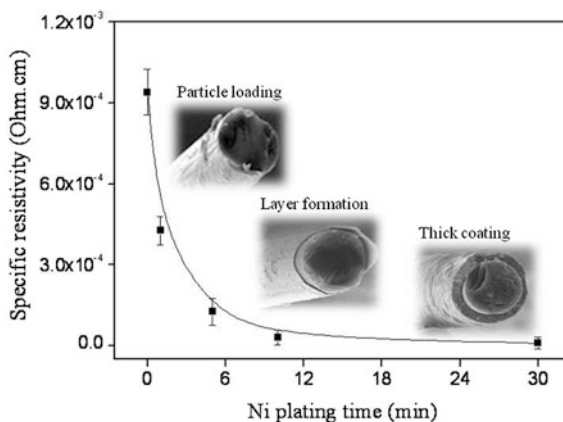 1.2x10⁻³
9.0x10⁻⁴
6.0x10⁻⁴
3.0x10⁻⁴
0.0
Specific resistivity (Ohm.cm)
Particle loading
Layer formation
Thick coating
0 6 12 18 24 30
Ni plating time (min)